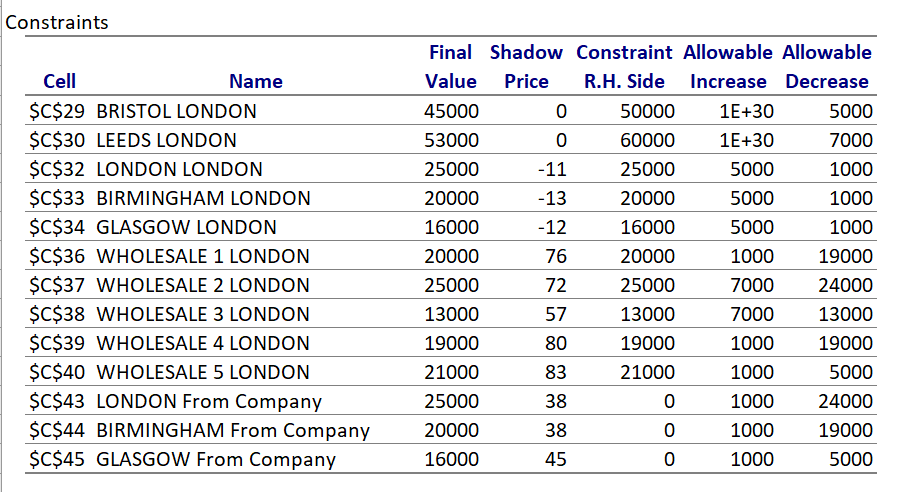 Constraints
Final Shadow Constraint Allowable Allowable
Cell Name Value Price R.H. Side Increase Decrease
$C$29 BRISTOL LONDON 45000 0 50000 1E+30 5000
$C$30 LEEDS LONDON 53000 0 60000 1E+30 7000
$C$32 LONDON LONDON 25000 -11 25000 5000 1000
$C$33 BIRMINGHAM LONDON 20000 -13 20000 5000 1000
$C$34 GLASGOW LONDON 16000 -12 16000 5000 1000
$C$36 WHOLESALE 1 LONDON 20000 76 20000 1000 19000
$C$37 WHOLESALE 2 LONDON 25000 72 25000 7000 24000
$C$38 WHOLESALE 3 LONDON 13000 57 13000 7000 13000
$C$39 WHOLESALE 4 LONDON 19000 80 19000 1000 19000
$C$40 WHOLESALE 5 LONDON 21000 83 21000 1000 5000
$C$43 LONDON From Company 25000 38 0 1000 24000
$C$44 BIRMINGHAM From Company 20000 38 0 1000 19000
$C$45 GLASGOW From Company 16000 45 0 1000 5000